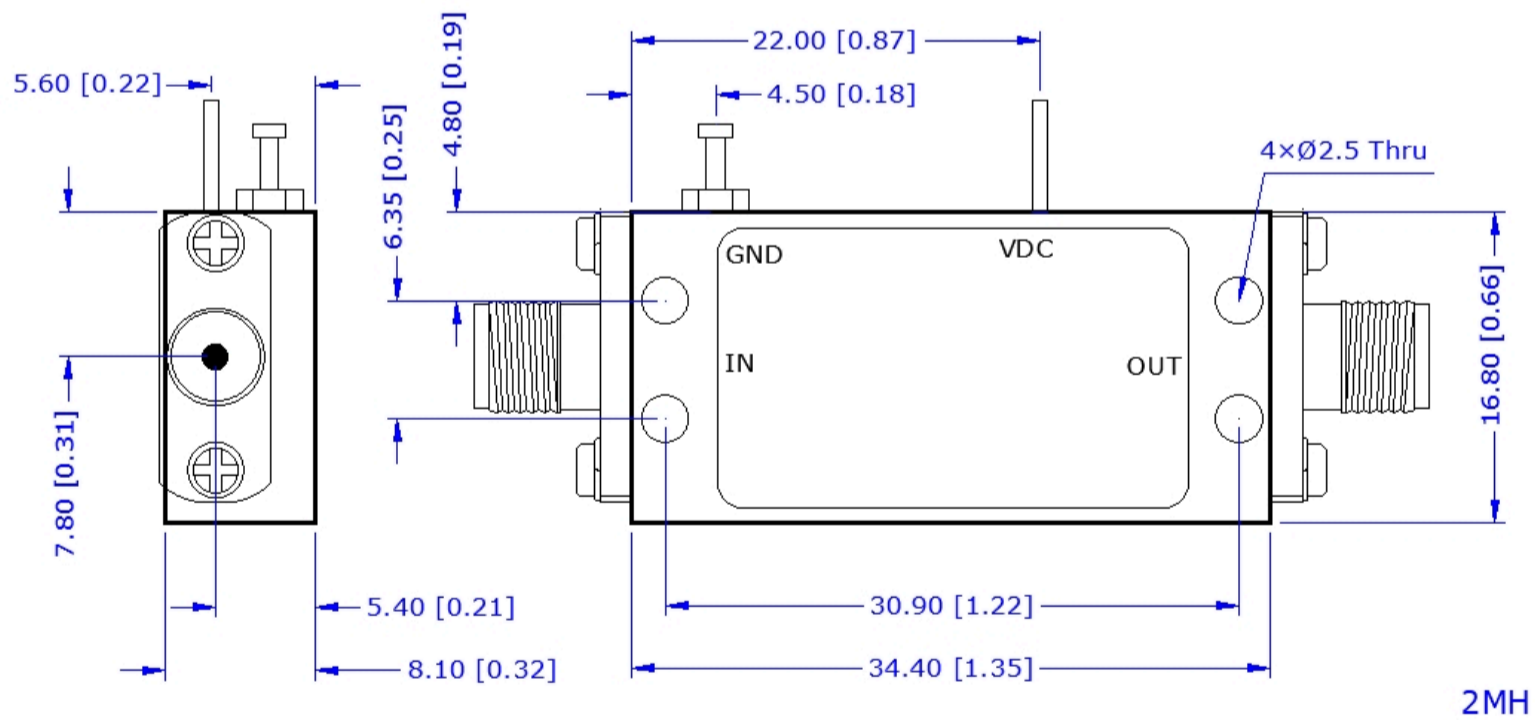 22.00 [0.87]
5.60 [0.22]
4.50 [0.18]
4.80 [0.19]
6.35 [0.25]
4×Ø2.5 Thru
GND
VDC
IN
OUT
16.80 [0.66]
7.80 [0.31]
5.40 [0.21]
30.90 [1.22]
8.10 [0.32]
34.40 [1.35]
2MH